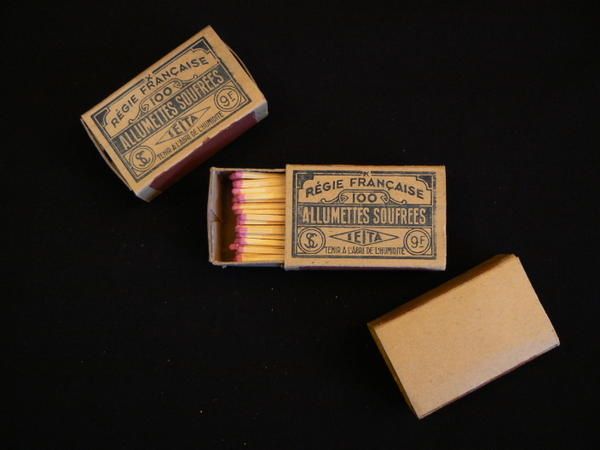 RÉGIE FRANÇAISE
100
ALLUMETTES SOUFRÉES
SEITA
9F
TENIR A L'ABRI DE L'HUMIDITÉ
RÉGIE FRANÇAISE
100
ALLUMETTES SOUFREES
SEITA
9F
TENIR A L'ABRI DE L'HUMIDITÉ